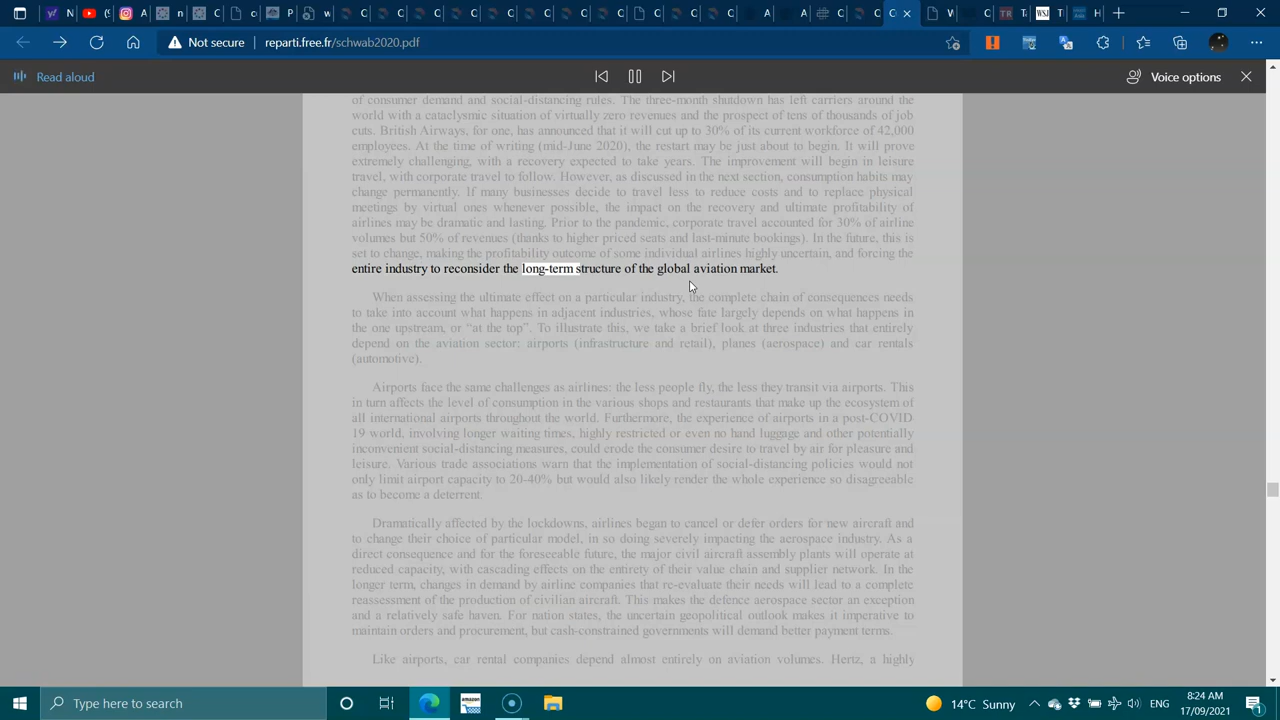 Not secure
reparti.free.fr/schwab2020.pdf
Read aloud
Voice options
of consumer demand and social-distancing rules. The three-month shutdown has left carriers around the
world with a cataclysmic situation of virtually zero revenues and the prospect of tens of thousands of job
cuts. British Airways, for one, has announced that it will cut up to 30% of its current workforce of 42,000
employees. At the time of writing (mid-June 2020), the restart may be just about to begin. It will prove
extremely challenging, with a recovery expected to take years. The improvement will begin in leisure
travel, with corporate travel to follow. However, as discussed in the next section, consumption habits may
change permanently. If many businesses decide to travel less to reduce costs and to replace physical
meetings by virtual ones whenever possible, the impact on the recovery and ultimate profitability of
airlines may be dramatic and lasting. Prior to the pandemic, corporate travel accounted for 30% of airline
volumes but 50% of revenues (thanks to higher priced seats and last-minute bookings). In the future, this is
set to change, making the profitability outcome of some individual airlines highly uncertain, and forcing the
entire industry to reconsider the long-term structure of the global aviation market.
When assessing the ultimate effect on a particular industry, the complete chain of consequences needs
to take into account what happens in adjacent industries, whose fate largely depends on what happens in
the one upstream, or “at the top”. To illustrate this, we take a brief look at three industries that entirely
depend on the aviation sector: airports (infrastructure and retail), planes (aerospace) and car rentals
(automotive).
Airports face the same challenges as airlines: the less people fly, the less they transit via airports. This
in turn affects the level of consumption in the various shops and restaurants that make up the ecosystem of
all international airports throughout the world. Furthermore, the experience of airports in a post-COVID
19 world, involving longer waiting times, highly restricted or even no hand luggage and other potentially
inconvenient social-distancing measures, could erode the consumer desire to travel by air for pleasure and
leisure. Various trade associations warn that the implementation of social-distancing policies would not
only limit airport capacity to 20-40% but would also likely render the whole experience so disagreeable
as to become a deterrent.
Dramatically affected by the lockdowns, airlines began to cancel or defer orders for new aircraft and
to change their choice of particular model, in so doing severely impacting the aerospace industry. As a
direct consequence and for the foreseeable future, the major civil aircraft assembly plants will operate at
reduced capacity, with cascading effects on the entirety of their value chain and supplier network. In the
longer term, changes in demand by airline companies that re-evaluate their needs will lead to a complete
reassessment of the production of civilian aircraft. This makes the defence aerospace sector an exception
and a relatively safe haven. For nation states, the uncertain geopolitical outlook makes it imperative to
maintain orders and procurement, but cash-constrained governments will demand better payment terms.
Like airports, car rental companies depend almost entirely on aviation volumes. Hertz, a highly
Type here to search
14°C Sunny
ENG
8:24 AM
17/09/2021